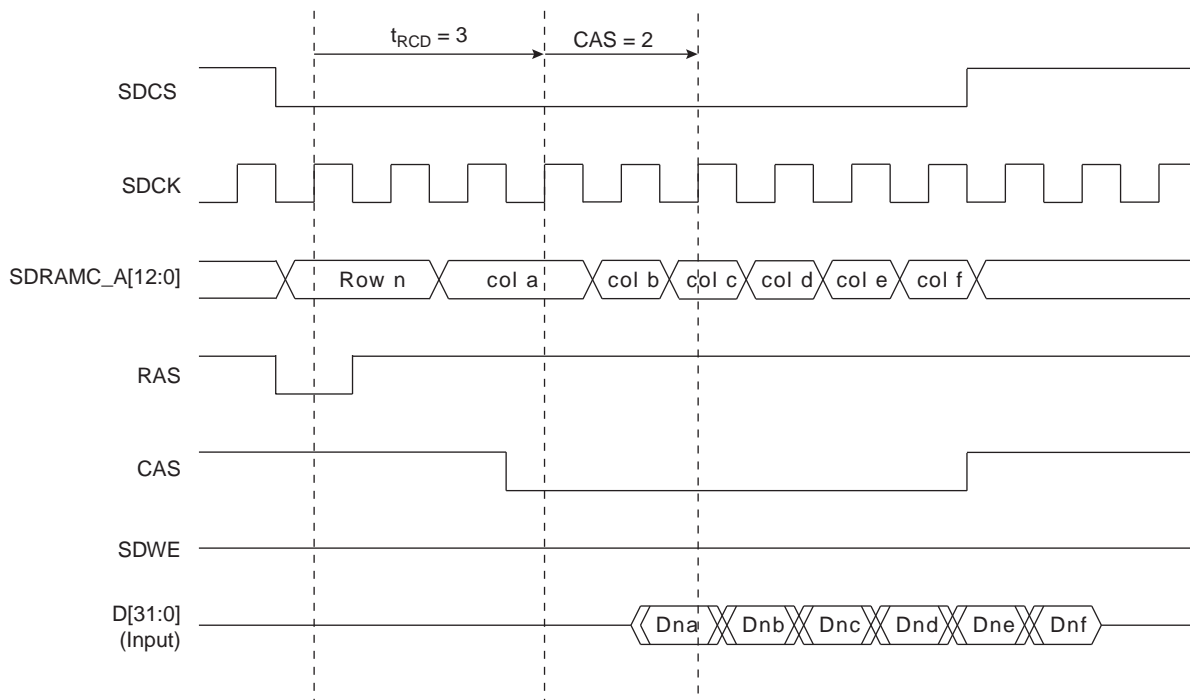 tRCD = 3
CAS = 2
SDCS
SDCK
SDRAMC_A[12:0]
Row n
col a
col b
col c
col d
col e
col f
RAS
CAS
SDWE
D[31:0]
(Input)
Dna
Dnb
Dnc
Dnd
Dne
Dnf